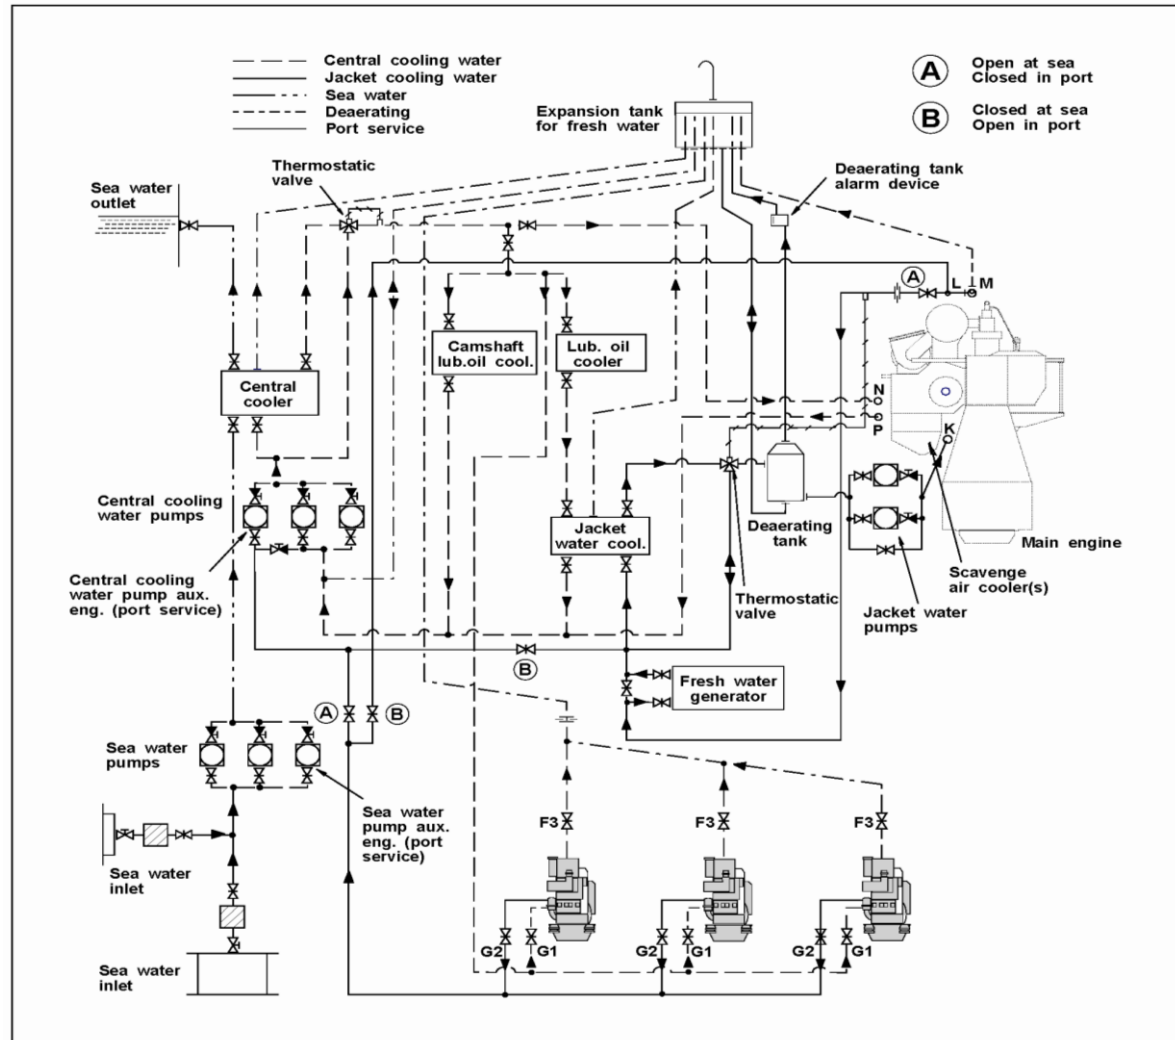 Central cooling water
Jacket cooling water
Sea water
Deaerating
Port service
A
Open at sea
Closed in port
B
Closed at sea
Open in port
Expansion tank
for fresh water
Thermostatic
valve
Sea water
outlet
Deaerating tank
alarm device
A
L
M
Camshaft
lub.oil cool.
Lub. oil
cooler
Central
cooler
N
P
K
Central cooling
water pumps
Jacket
water cool.
Deaerating
tank
Main engine
Scavenge
air cooler(s)
Jacket water
pumps
Central cooling
water pump aux.
eng. (port service)
Thermostatic
valve
B
Fresh water
generator
A
B
Sea water
pumps
Sea water
pump aux.
eng. (port
service)
Sea water
inlet
F3
F3
F3
G2
G1
G2
G1
G2
G1
Sea water
inlet